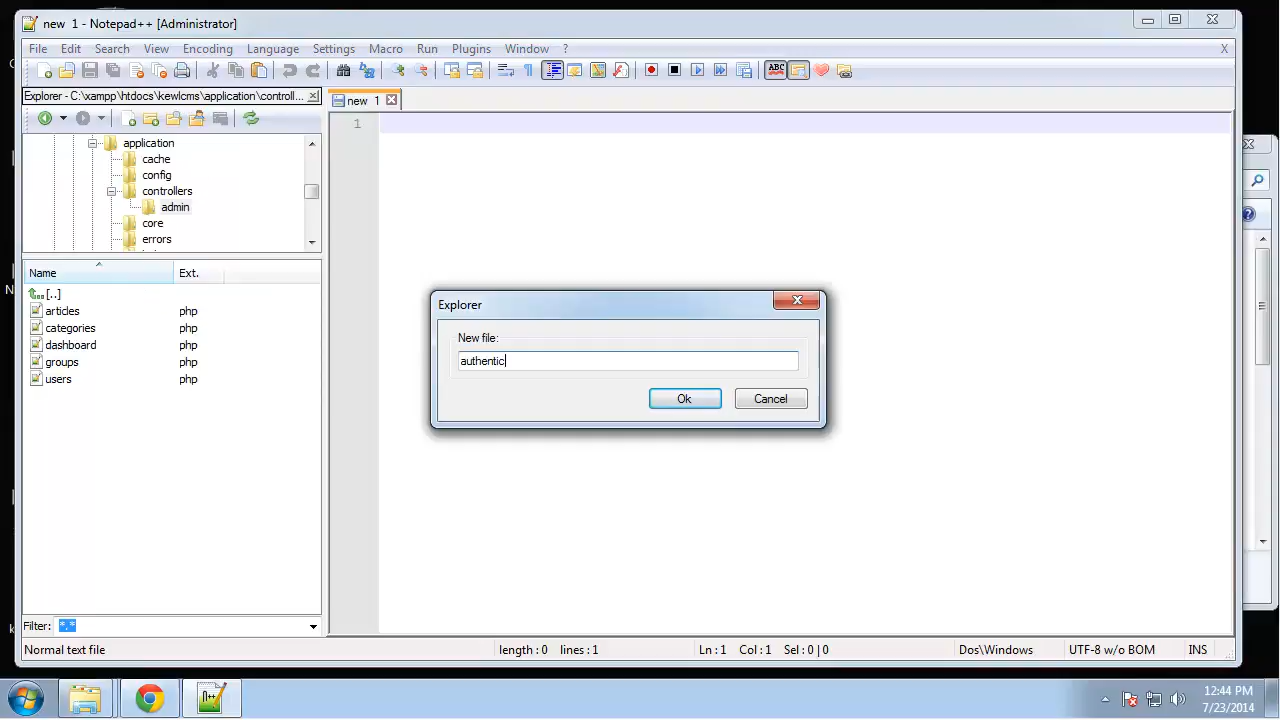 new 1 - Notepad++ [Administrator]
File Edit Search View Encoding Language Settings Macro Run Plugins Window ? X
ABC
Explorer - C:\xampp\htdocs\kewlcms\application\controll...
new 1
1
application
cache
config
controllers
admin
core
errors
Name Ext.
[..]
articles php
categories php
dashboard php
groups php
users php
Explorer
New file:
authentic
Ok Cancel
Filter: *.*
Normal text file length : 0 lines : 1 Ln : 1 Col : 1 Sel : 0 | 0 Dos\Windows UTF-8 w/o BOM INS
12:44 PM
7/23/2014